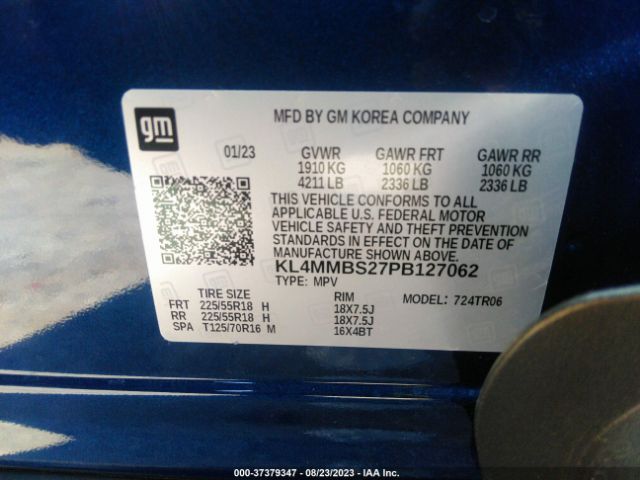 gm
MFD BY GM KOREA COMPANY
01/23 GVWR GAWR FRT GAWR RR
1910 KG 1060 KG 1060 KG
4211 LB 2336 LB 2336 LB
THIS VEHICLE CONFORMS TO ALL
APPLICABLE U.S. FEDERAL MOTOR
VEHICLE SAFETY AND THEFT PREVENTION
STANDARDS IN EFFECT ON THE DATE OF
MANUFACTURE SHOWN ABOVE.
KL4MMBS27PB127062
TYPE: MPV
TIRE SIZE RIM MODEL: 724TR06
FRT 225/55R18 H 18X7.5J
RR 225/55R18 H 18X7.5J
SPA T125/70R16 M 16X4BT
000-37379347 - 08/23/2023 - IAA Inc.